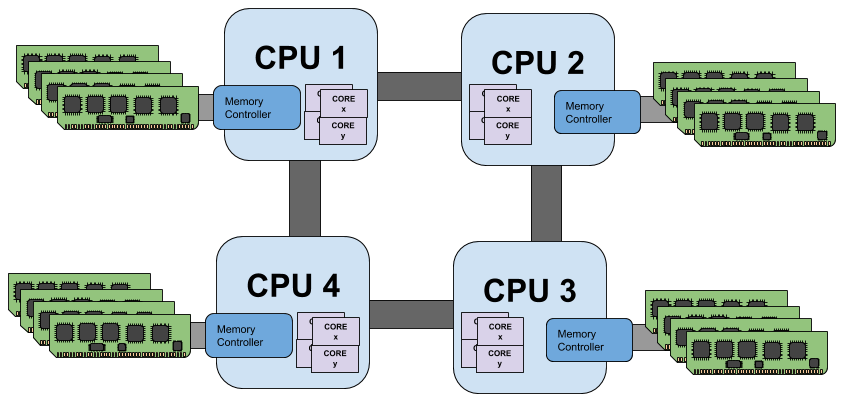 CPU 1
Memory
Controller
CORE
x
CORE
y
CPU 2
CORE
x
CORE
y
Memory
Controller
CPU 4
Memory
Controller
CORE
x
CORE
y
CPU 3
CORE
x
CORE
y
Memory
Controller